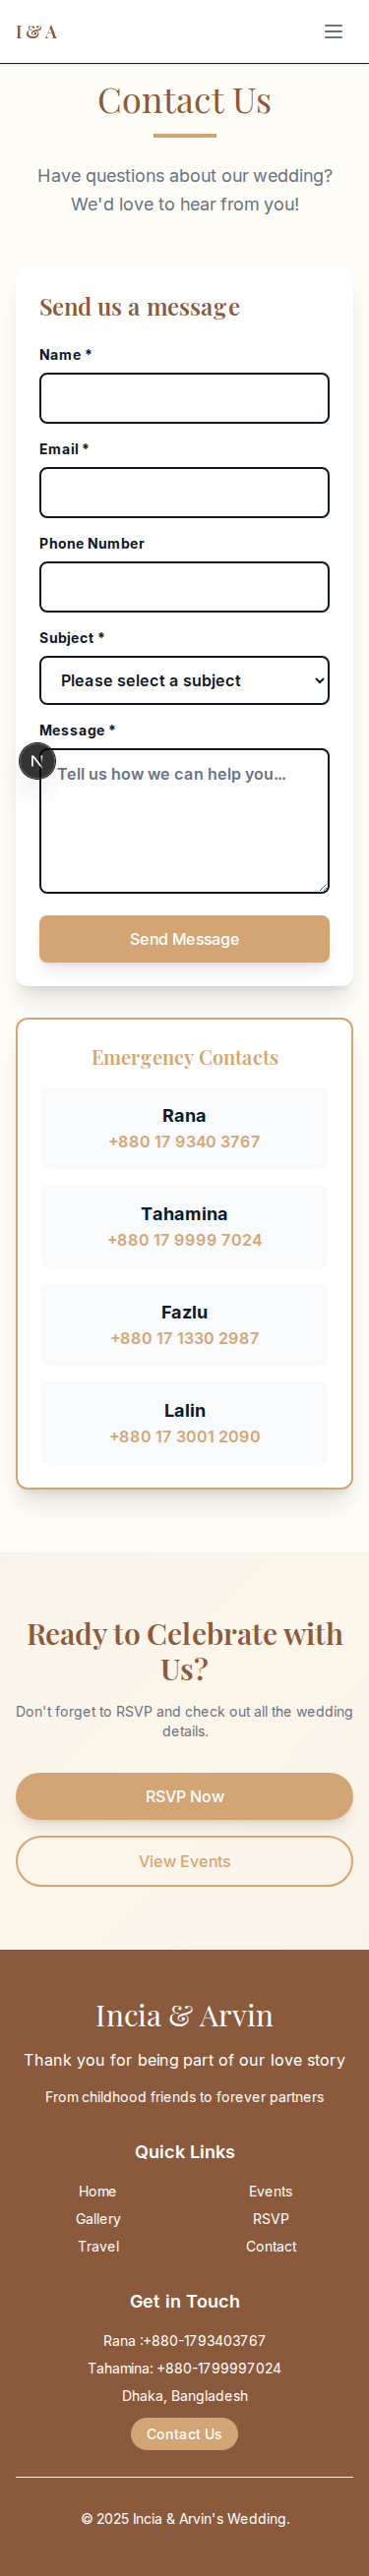 I & A
Contact Us
Have questions about our wedding?
We'd love to hear from you!
Send us a message
Name *
Email *
Phone Number
Subject *
Please select a subject
Message *
N
Tell us how we can help you...
Send Message
Emergency Contacts
Rana
+880 17 9340 3767
Tahamina
+880 17 9999 7024
Fazlu
+880 17 1330 2987
Lalin
+880 17 3001 2090
Ready to Celebrate with
Us?
Don't forget to RSVP and check out all the wedding
details.
RSVP Now
View Events
Incia & Arvin
Thank you for being part of our love story
From childhood friends to forever partners
Quick Links
Home Events
Gallery RSVP
Travel Contact
Get in Touch
Rana :+880-1793403767
Tahamina: +880-1799997024
Dhaka, Bangladesh
Contact Us
© 2025 Incia & Arvin's Wedding.